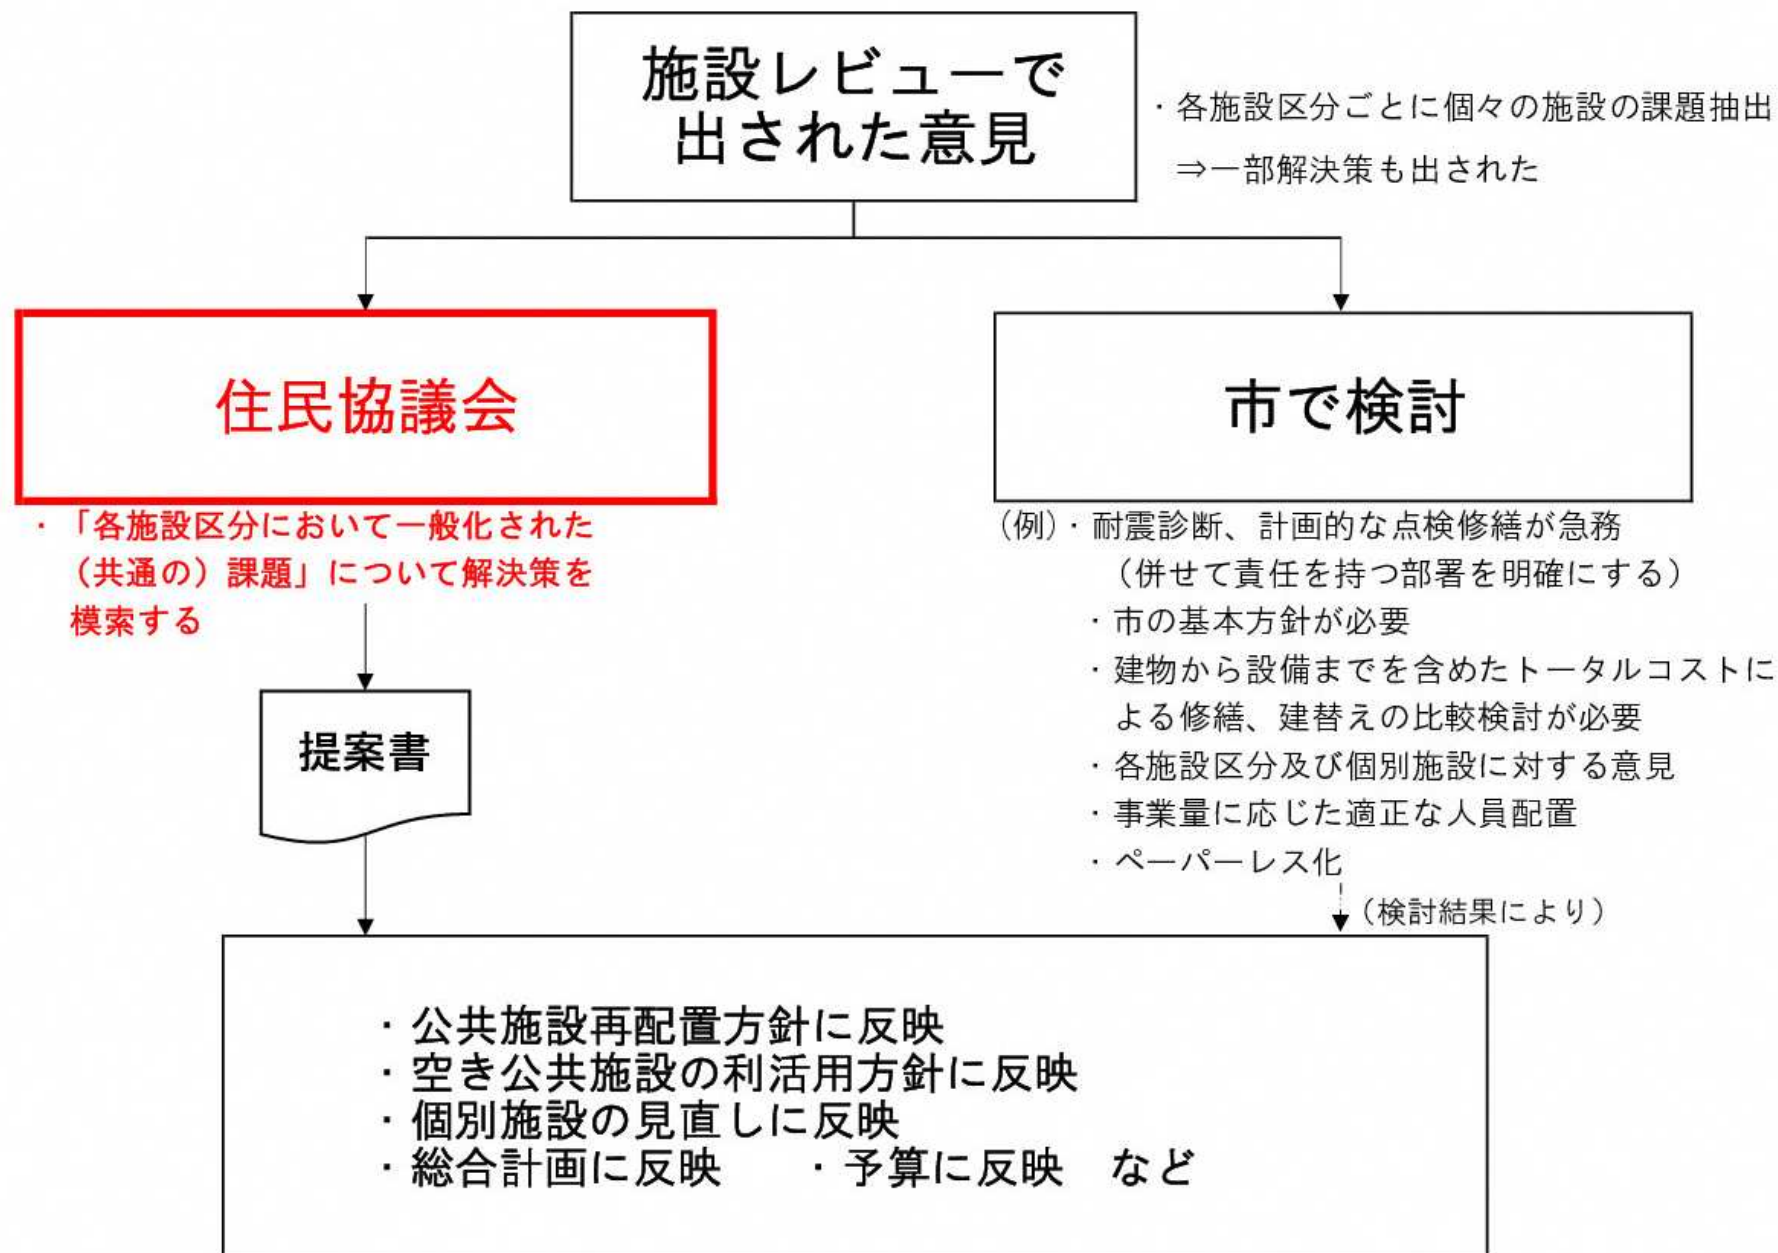 施設レビューで
出された意見
・各施設区分ごとに個々の施設の課題抽出
⇒一部解決策も出された
住民協議会
・「各施設区分において一般化された
（共通の）課題」について解決策を
模索する
提案書
市で検討
（例）・耐震診断、計画的な点検修繕が急務
（併せて責任を持つ部署を明確にする）
・市の基本方針が必要
・建物から設備までを含めたトータルコストに
よる修繕、建替えの比較検討が必要
・各施設区分及び個別施設に対する意見
・事業量に応じた適正な人員配置
・ペーパーレス化
（検討結果により）
・公共施設再配置方針に反映
・空き公共施設の利活用方針に反映
・個別施設の見直しに反映
・総合計画に反映　　・予算に反映　など